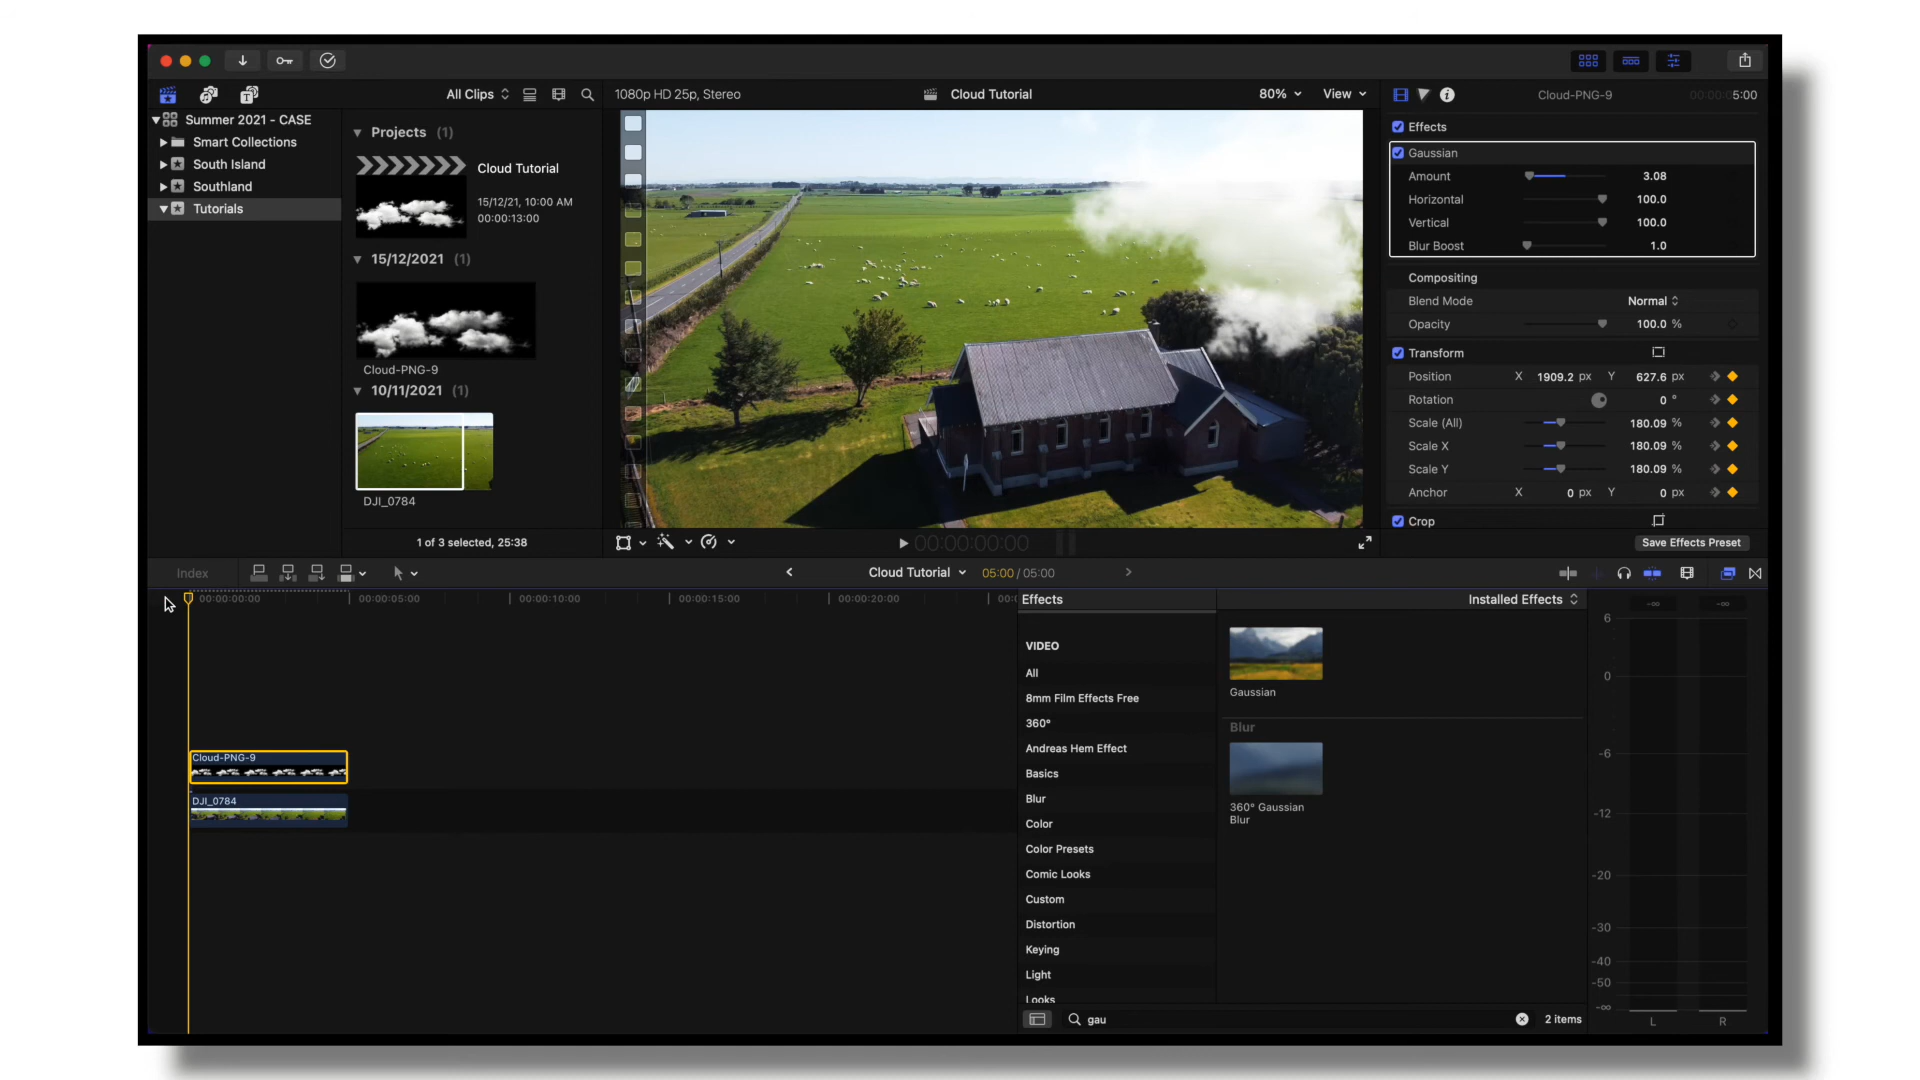 All Clips
1080p HD 25p, Stereo
Cloud Tutorial
80%
View
Cloud-PNG-9
5:00
Summer 2021 - CASE
Smart Collections
South Island
Southland
Tutorials
Projects (1)
Cloud Tutorial
15/12/21, 10:00 AM
00:00:13:00
15/12/2021 (1)
Cloud-PNG-9
10/11/2021 (1)
DJI_0784
1 of 3 selected, 25:38
00:00:00:00
Effects
Gaussian
Amount 3.08
Horizontal 100.0
Vertical 100.0
Blur Boost 1.0
Compositing
Blend Mode Normal
Opacity 100.0 %
Transform
Position X 1909.2 px Y 627.6 px
Rotation 0 °
Scale (All) 180.09 %
Scale X 180.09 %
Scale Y 180.09 %
Anchor X 0 px Y 0 px
Crop
Save Effects Preset
Index
Cloud Tutorial
05:00 / 05:00
00:00:00:00 00:00:05:00 00:00:10:00 00:00:15:00 00:00:20:00
Cloud-PNG-9
DJI_0784
Effects
Installed Effects
VIDEO
All
8mm Film Effects Free
360°
Andreas Hem Effect
Basics
Blur
Color
Color Presets
Comic Looks
Custom
Distortion
Keying
Light
Looks
Gaussian
Blur
360° Gaussian
Blur
gau
2 items
6
0
-6
-12
-20
-30
-40
-50
-∞
-∞ -∞
L R